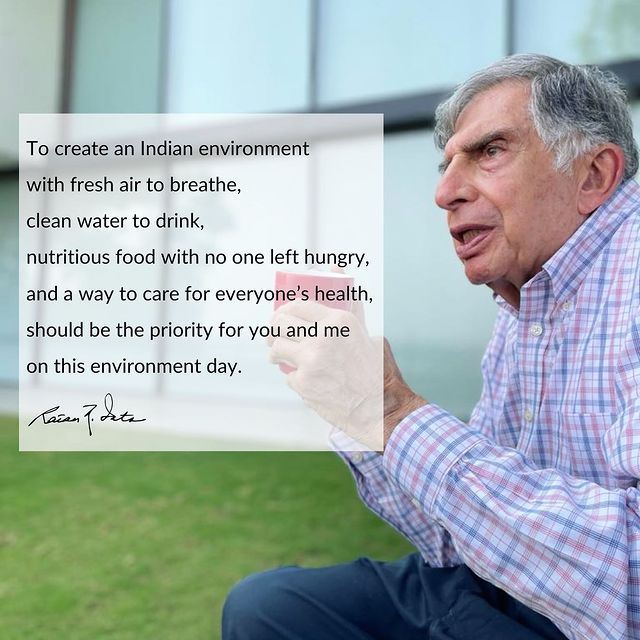 To create an Indian environment
with fresh air to breathe,
clean water to drink,
nutritious food with no one left hungry,
and a way to care for everyone’s health,
should be the priority for you and me
on this environment day.
Ratan N. Tata